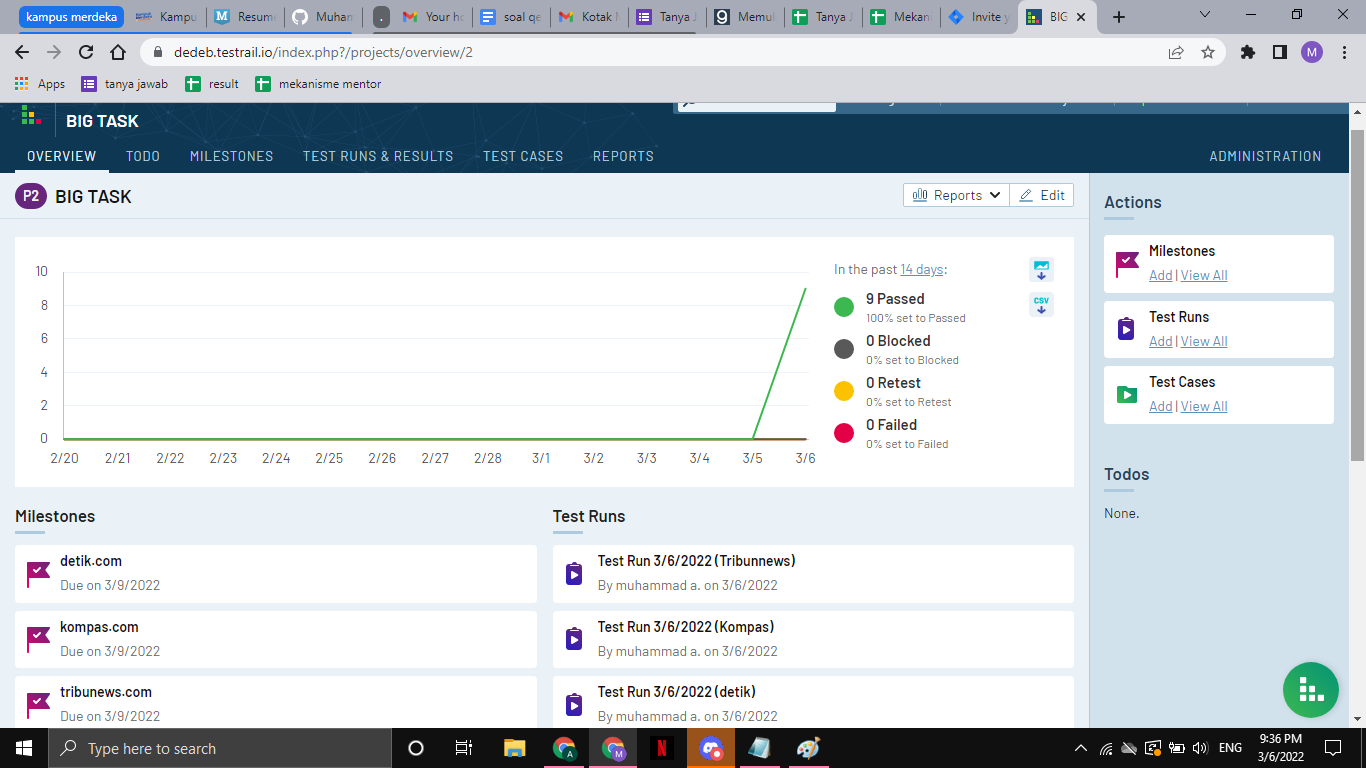 kampus merdeka
Kampu
Resum
Muham
Your ho
soal qe
Kotak
Tanya J
Memul
Tanya J
Mekan
Invite y
BIG
dedeb.testrail.io/index.php?/projects/overview/2
M
Apps
tanya jawab
result
mekanisme mentor
BIG TASK
OVERVIEW
TODO
MILESTONES
TEST RUNS & RESULTS
TEST CASES
REPORTS
ADMINISTRATION
P2
BIG TASK
Reports
Edit
10
8
6
4
2
0
2/20
2/21
2/22
2/23
2/24
2/25
2/26
2/27
2/28
3/1
3/2
3/3
3/4
3/5
3/6
In the past 14 days:
CSV
9 Passed
100% set to Passed
0 Blocked
0% set to Blocked
0 Retest
0% set to Retest
0 Failed
0% set to Failed
Milestones
detik.com
Due on 3/9/2022
kompas.com
Due on 3/9/2022
tribunews.com
Due on 3/9/2022
Test Runs
Test Run 3/6/2022 (Tribunnews)
By muhammad a. on 3/6/2022
Test Run 3/6/2022 (Kompas)
By muhammad a. on 3/6/2022
Test Run 3/6/2022 (detik)
By muhammad a. on 3/6/2022
Actions
Milestones
Add | View All
Test Runs
Add | View All
Test Cases
Add | View All
Todos
None.
Type here to search
A
M
N
ENG
9:36 PM
3/6/2022